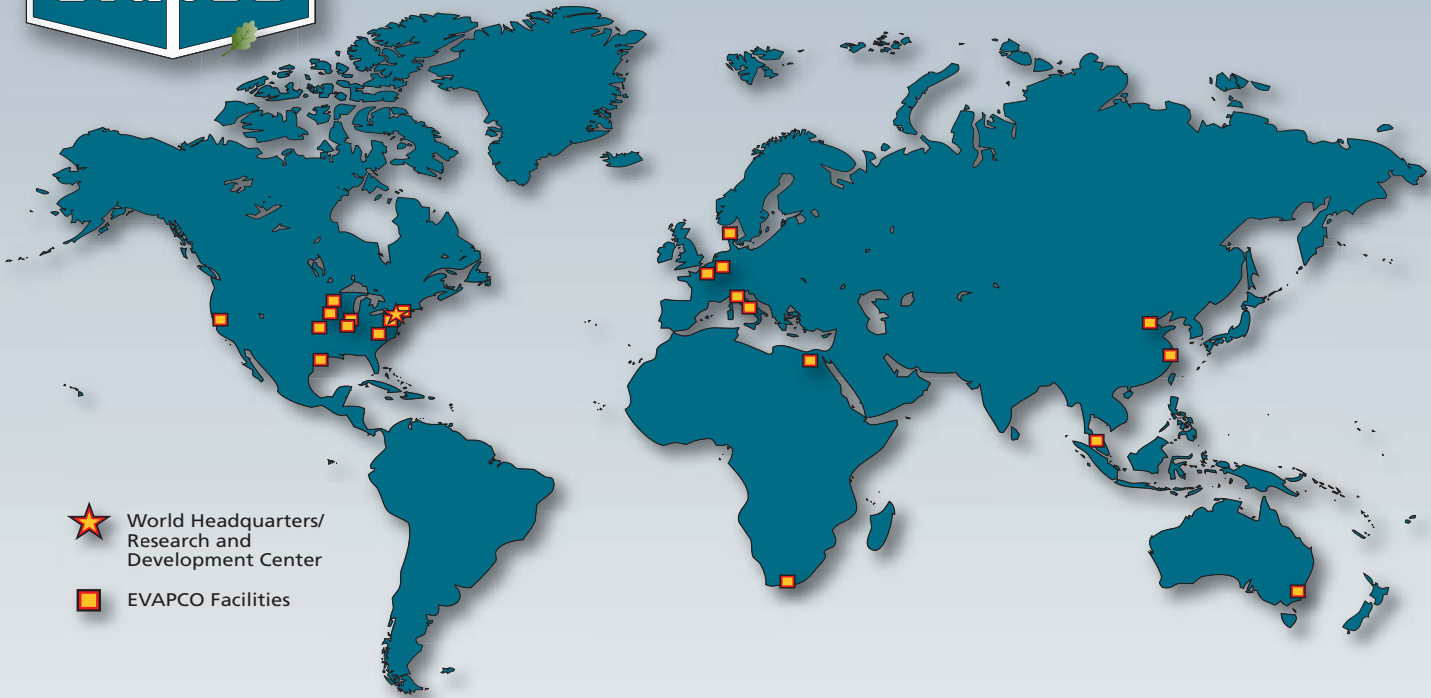 World Headquarters/
Research and
Development Center
EVAPCO Facilities